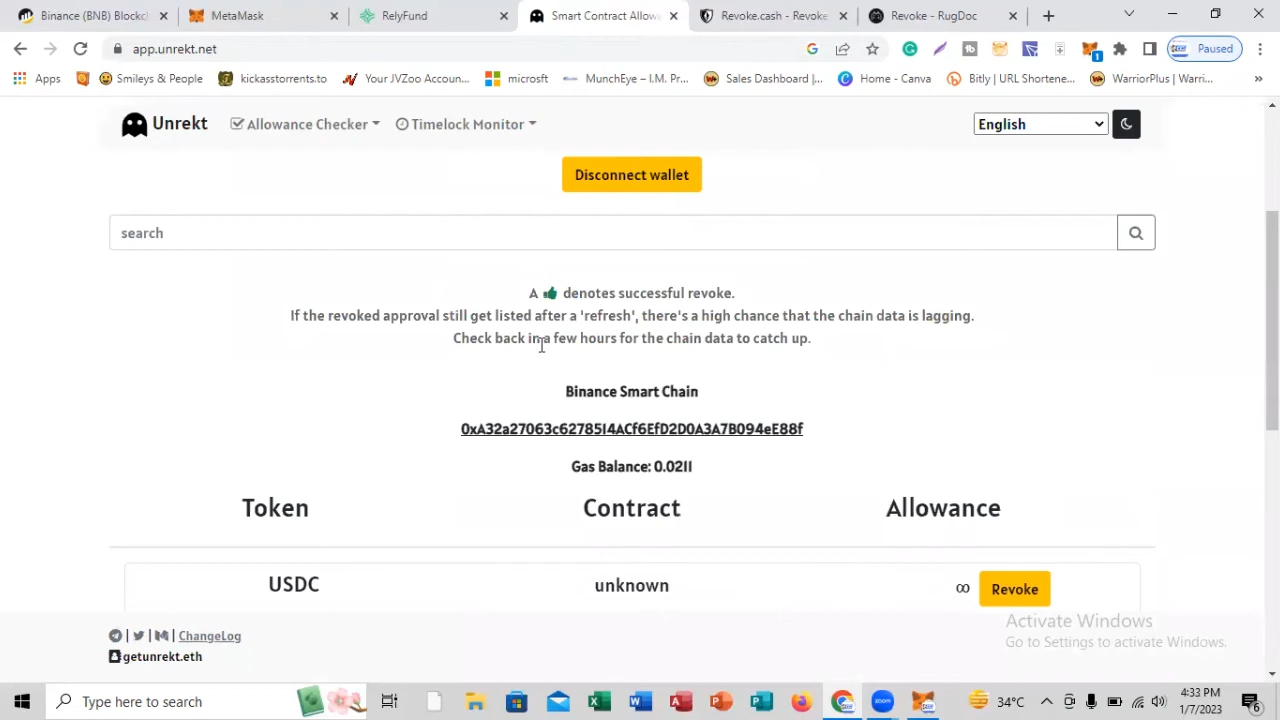 Binance (BNB) Blockc
MetaMask
RelyFund
Smart Contract Allow
Revoke.cash - Revoke
Revoke - RugDoc
app.unrekt.net
1
Paused
Apps
Smileys & People
kickasstorrents.to
Your JVZoo Accoun...
microsft
MunchEye – I.M. Pr...
Sales Dashboard |...
Home - Canva
Bitly | URL Shortene...
WarriorPlus | Warri...
»
Unrekt
Allowance Checker
Timelock Monitor
English
Disconnect wallet
search
A 👍 denotes successful revoke.
If the revoked approval still get listed after a 'refresh', there's a high chance that the chain data is lagging.
Check back in a few hours for the chain data to catch up.
Binance Smart Chain
0xA32a27063c6278514ACf6EfD2D0A3A7B094eE88f
Gas Balance: 0.0211
Token
Contract
Allowance
USDC
unknown
∞
Revoke
Activate Windows
Go to Settings to activate Windows.
| | | ChangeLog
getunrekt.eth
Type here to search
zoom
34°C
4:33 PM
1/7/2023
6